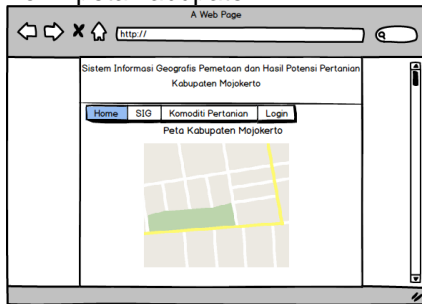 A Web Page
http://
Sistem Informasi Geografis Pemetaan dan Hasil Potensi Pertanian
Kabupaten Mojokerto
Home SIG Komoditi Pertanian Login
Peta Kabupaten Mojokerto